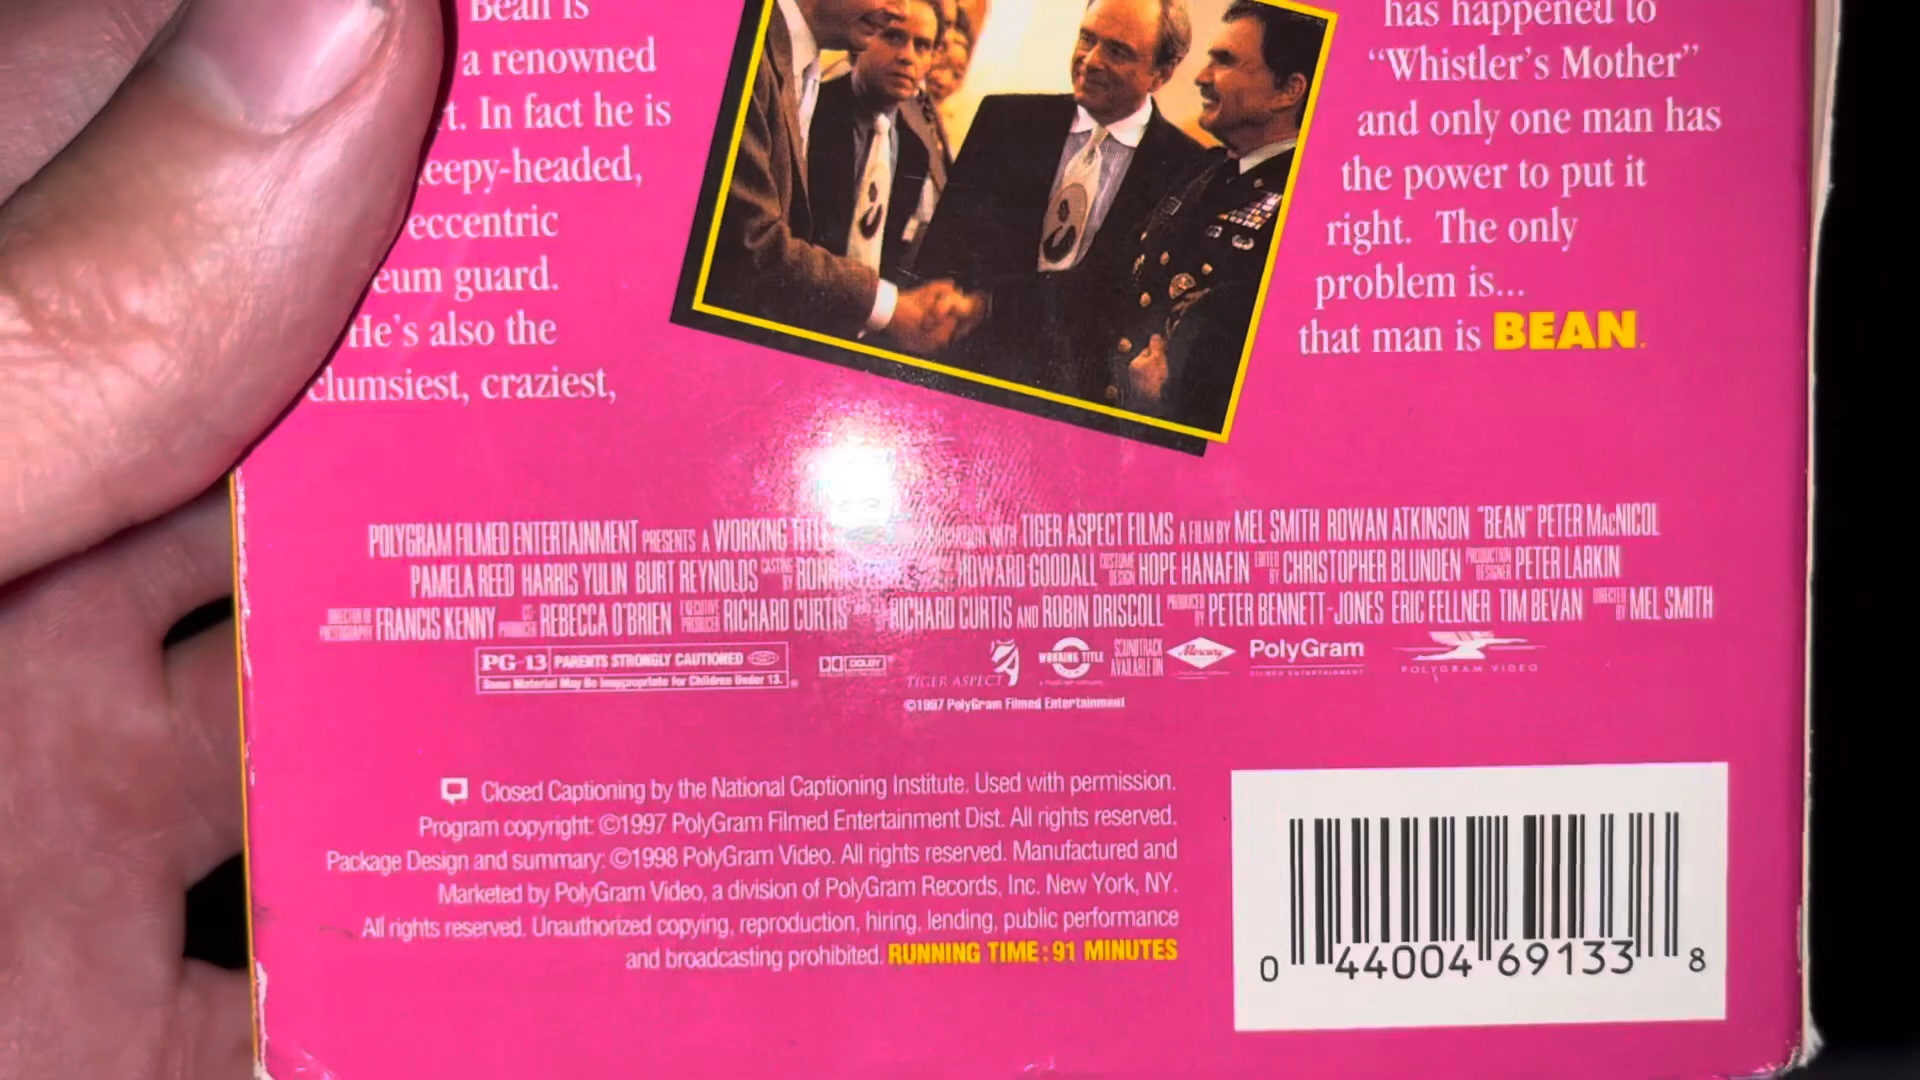 Bean is
a renowned
t. In fact he is
eepy-headed,
eccentric
eum guard.
He's also the
clumsiest, craziest,
has happened to
"Whistler's Mother"
and only one man has
the power to put it
right. The only
problem is...
that man is BEAN.
POLYGRAM FILMED ENTERTAINMENT PRESENTS A WORKING TITLE WITH TIGER ASPECT FILMS A FILM BY MEL SMITH ROWAN ATKINSON "BEAN" PETER MACNICOL
PAMELA REED HARRIS YULIN BURT REYNOLDS CASTING BY HOWARD GOODALL COSTUME DESIGN HOPE HANAFIN EDITED BY CHRISTOPHER BLUNDEN PRODUCTION DESIGNER PETER LARKIN
DIRECTOR OF PHOTOGRAPHY FRANCIS KENNY CO-PRODUCER REBECCA O'BRIEN EXECUTIVE PRODUCER RICHARD CURTIS RICHARD CURTIS AND ROBIN DRISCOLL PRODUCED BY PETER BENNETT-JONES ERIC FELLNER TIM BEVAN DIRECTED BY MEL SMITH
PG-13 PARENTS STRONGLY CAUTIONED
Some Material May Be Inappropriate for Children Under 13.
DOLBY
TIGER ASPECT
WORKING TITLE
SOUNDTRACK AVAILABLE ON
Mercury
PolyGram
FILMED ENTERTAINMENT
POLYGRAM VIDEO
©1997 PolyGram Filmed Entertainment
Closed Captioning by the National Captioning Institute. Used with permission.
Program copyright: ©1997 PolyGram Filmed Entertainment Dist. All rights reserved.
Package Design and summary: ©1998 PolyGram Video. All rights reserved. Manufactured and
Marketed by PolyGram Video, a division of PolyGram Records, Inc. New York, NY.
All rights reserved. Unauthorized copying, reproduction, hiring, lending, public performance
and broadcasting prohibited. RUNNING TIME: 91 MINUTES
0 44004 69133 8